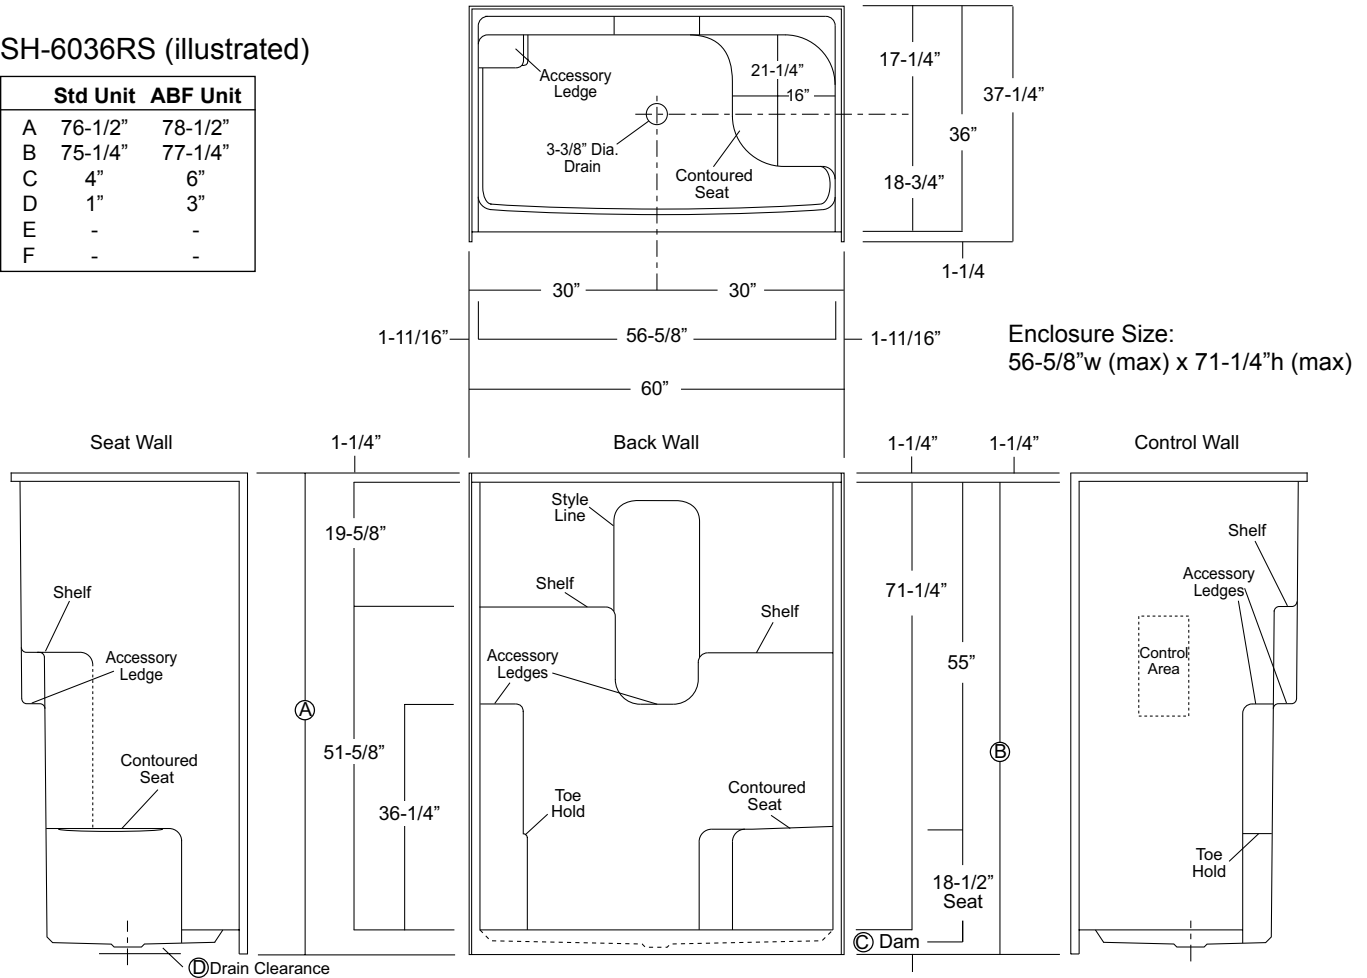 SH-6036RS (illustrated)
Std Unit ABF Unit
A 76-1/2” 78-1/2”
B 75-1/4” 77-1/4”
C 4” 6”
D 1” 3”
E - -
F - -
Accessory
Ledge
3-3/8” Dia.
Drain
Contoured
Seat
21-1/4”
16”
17-1/4”
37-1/4”
36”
18-3/4”
1-1/4
30” 30”
1-11/16” 56-5/8” 1-11/16”
60”
Enclosure Size:
56-5/8”w (max) x 71-1/4”h (max)
Seat Wall
Shelf
Accessory
Ledge
Contoured
Seat
D Drain Clearance
1-1/4”
A
19-5/8”
51-5/8”
36-1/4”
Back Wall
Style
Line
Shelf
Shelf
Accessory
Ledges
Toe
Hold
Contoured
Seat
1-1/4” 1-1/4”
71-1/4”
55”
B
18-1/2”
Seat
C Dam
Control Wall
Shelf
Accessory
Ledges
Control
Area
Toe
Hold